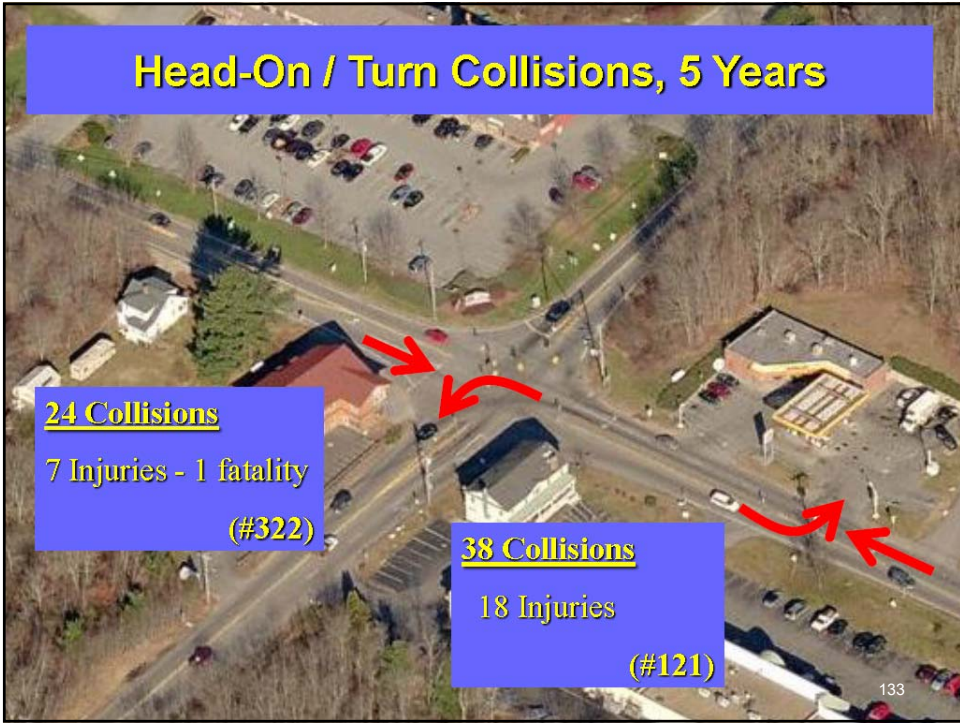 Head-On / Turn Collisions, 5 Years
24 Collisions
7 Injuries - 1 fatality
(#322)
38 Collisions
18 Injuries
(#121)
133